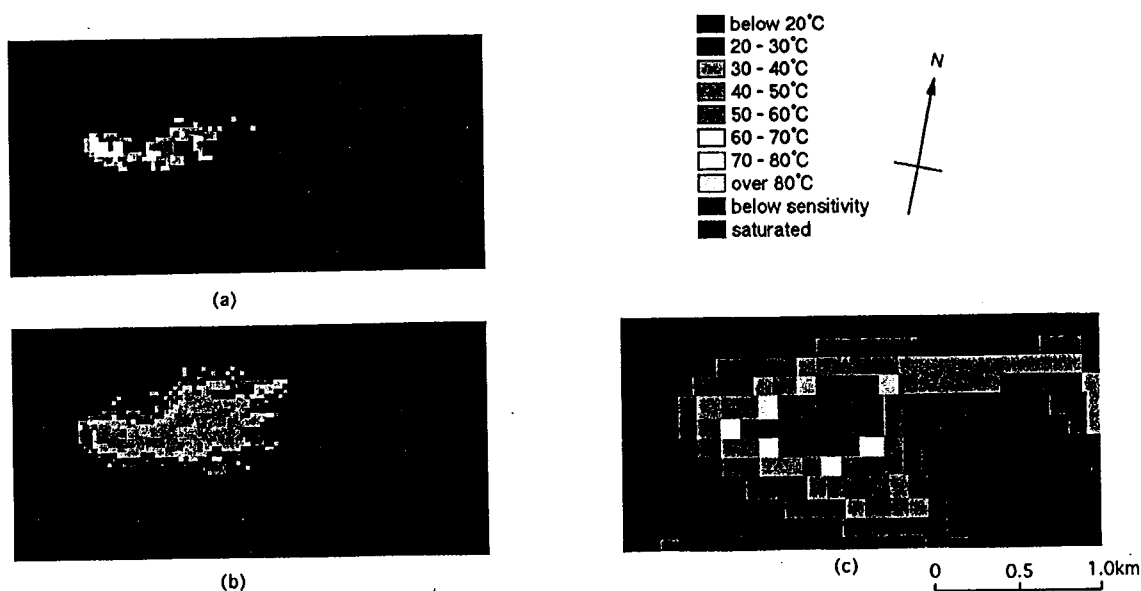 below 20°C
20 - 30°C
30 - 40°C
40 - 50°C
50 - 60°C
60 - 70°C
70 - 80°C
over 80°C
below sensitivity
saturated
N
(a)
(b)
(c)
0 0.5 1.0km